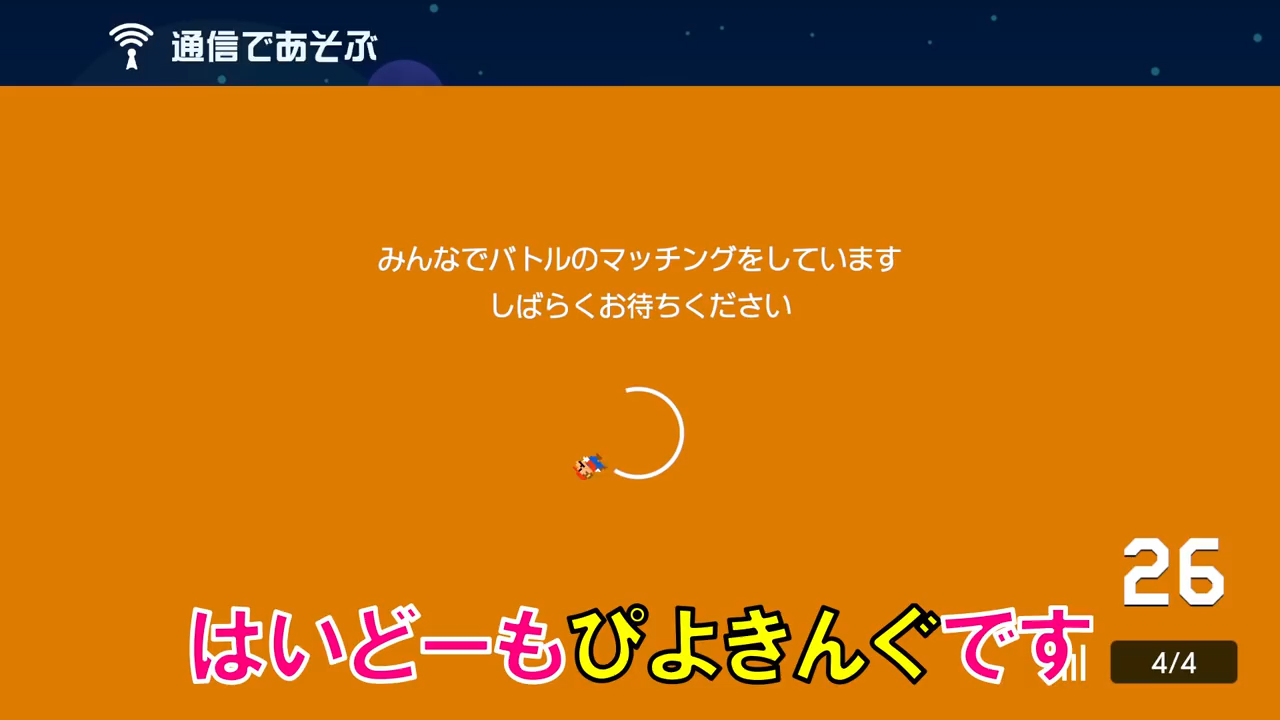 通信であそぶ
みんなでバトルのマッチングをしています
しばらくお待ちください
26
はいどーもぴよきんぐです
4/4